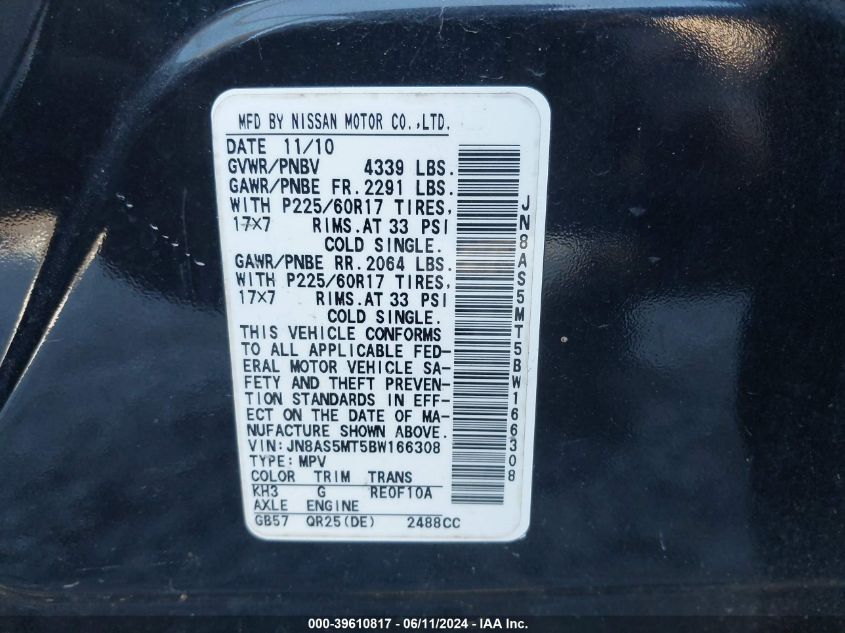 MFD BY NISSAN MOTOR CO.,LTD.
DATE 11/10
GVWR/PNBV 4339 LBS.
GAWR/PNBE FR.2291 LBS.
WITH P225/60R17 TIRES,
17X7 RIMS.AT 33 PSI
COLD SINGLE.
GAWR/PNBE RR.2064 LBS.
WITH P225/60R17 TIRES,
17X7 RIMS.AT 33 PSI
COLD SINGLE.
THIS VEHICLE CONFORMS
TO ALL APPLICABLE FED-
ERAL MOTOR VEHICLE SA-
FETY AND THEFT PREVEN-
TION STANDARDS IN EFF-
ECT ON THE DATE OF MA-
NUFACTURE SHOWN ABOVE.
VIN:JN8AS5MT5BW166308
TYPE:MPV
COLOR TRIM TRANS
KH3 G RE0F10A
AXLE ENGINE
GB57 QR25(DE) 2488CC
JN8AS5MT5BW166308
000-39610817 - 06/11/2024 - IAA Inc.